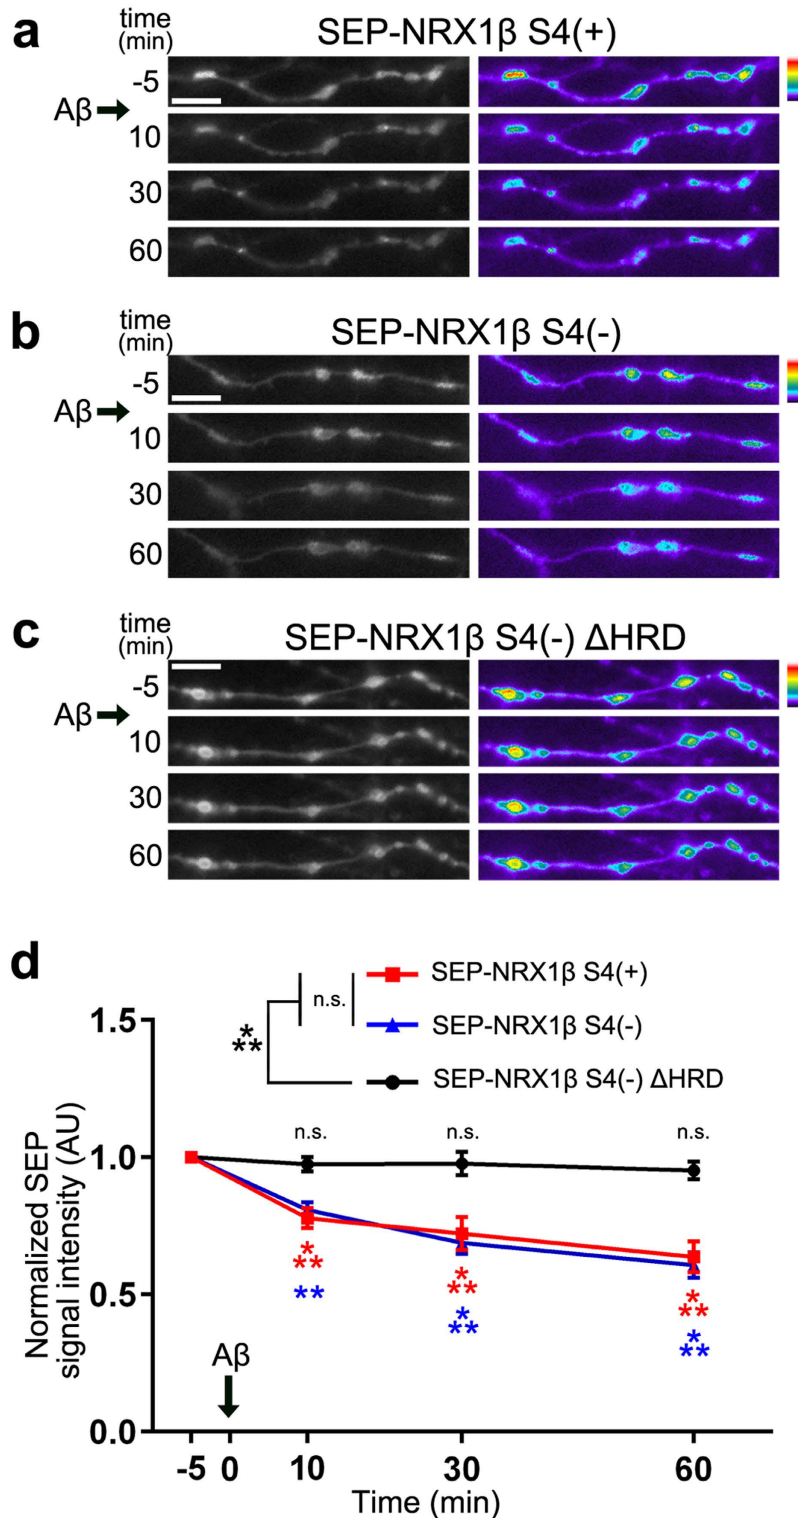 a
time
(min)
SEP-NRX1β S4(+)
-5
Aβ
10
30
60
b
time
(min)
SEP-NRX1β S4(-)
-5
Aβ
10
30
60
c
time
(min)
SEP-NRX1β S4(-) ΔHRD
-5
Aβ
10
30
60
d
SEP-NRX1β S4(+)
n.s.
SEP-NRX1β S4(-)
***
SEP-NRX1β S4(-) ΔHRD
Normalized SEP
signal intensity (AU)
1.5
1.0
0.5
0.0
n.s.
n.s.
n.s.
***
**
***
***
***
***
Aβ
-5
0
10
30
60
Time (min)